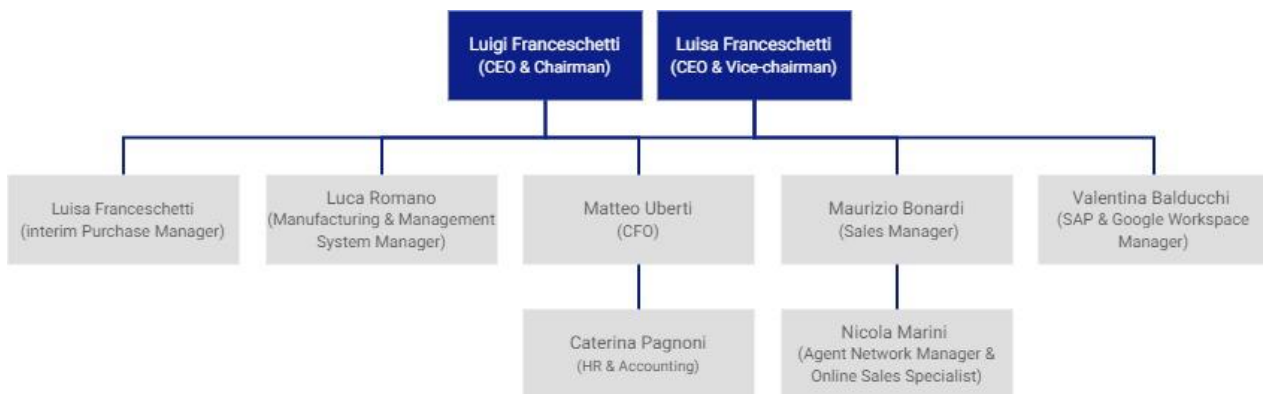 Luigi Franceschetti
(CEO & Chairman)
Luisa Franceschetti
(CEO & Vice-chairman)
Luisa Franceschetti
(interim Purchase Manager)
Luca Romano
(Manufacturing & Management
System Manager)
Matteo Uberti
(CFO)
Maurizio Bonardi
(Sales Manager)
Valentina Balducchi
(SAP & Google Workspace
Manager)
Caterina Pagnoni
(HR & Accounting)
Nicola Marini
(Agent Network Manager &
Online Sales Specialist)